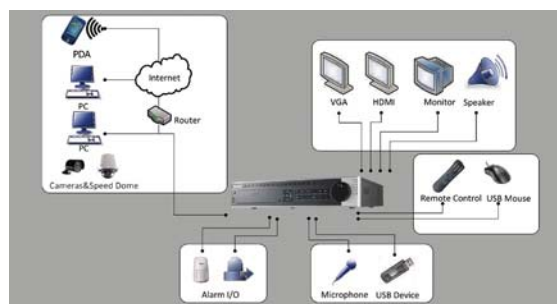 PDA
Internet
PC
Router
PC
Cameras&Speed Dome
VGA
HDMI
Monitor
Speaker
Remote Control
USB Mouse
Alarm I/O
Microphone
USB Device